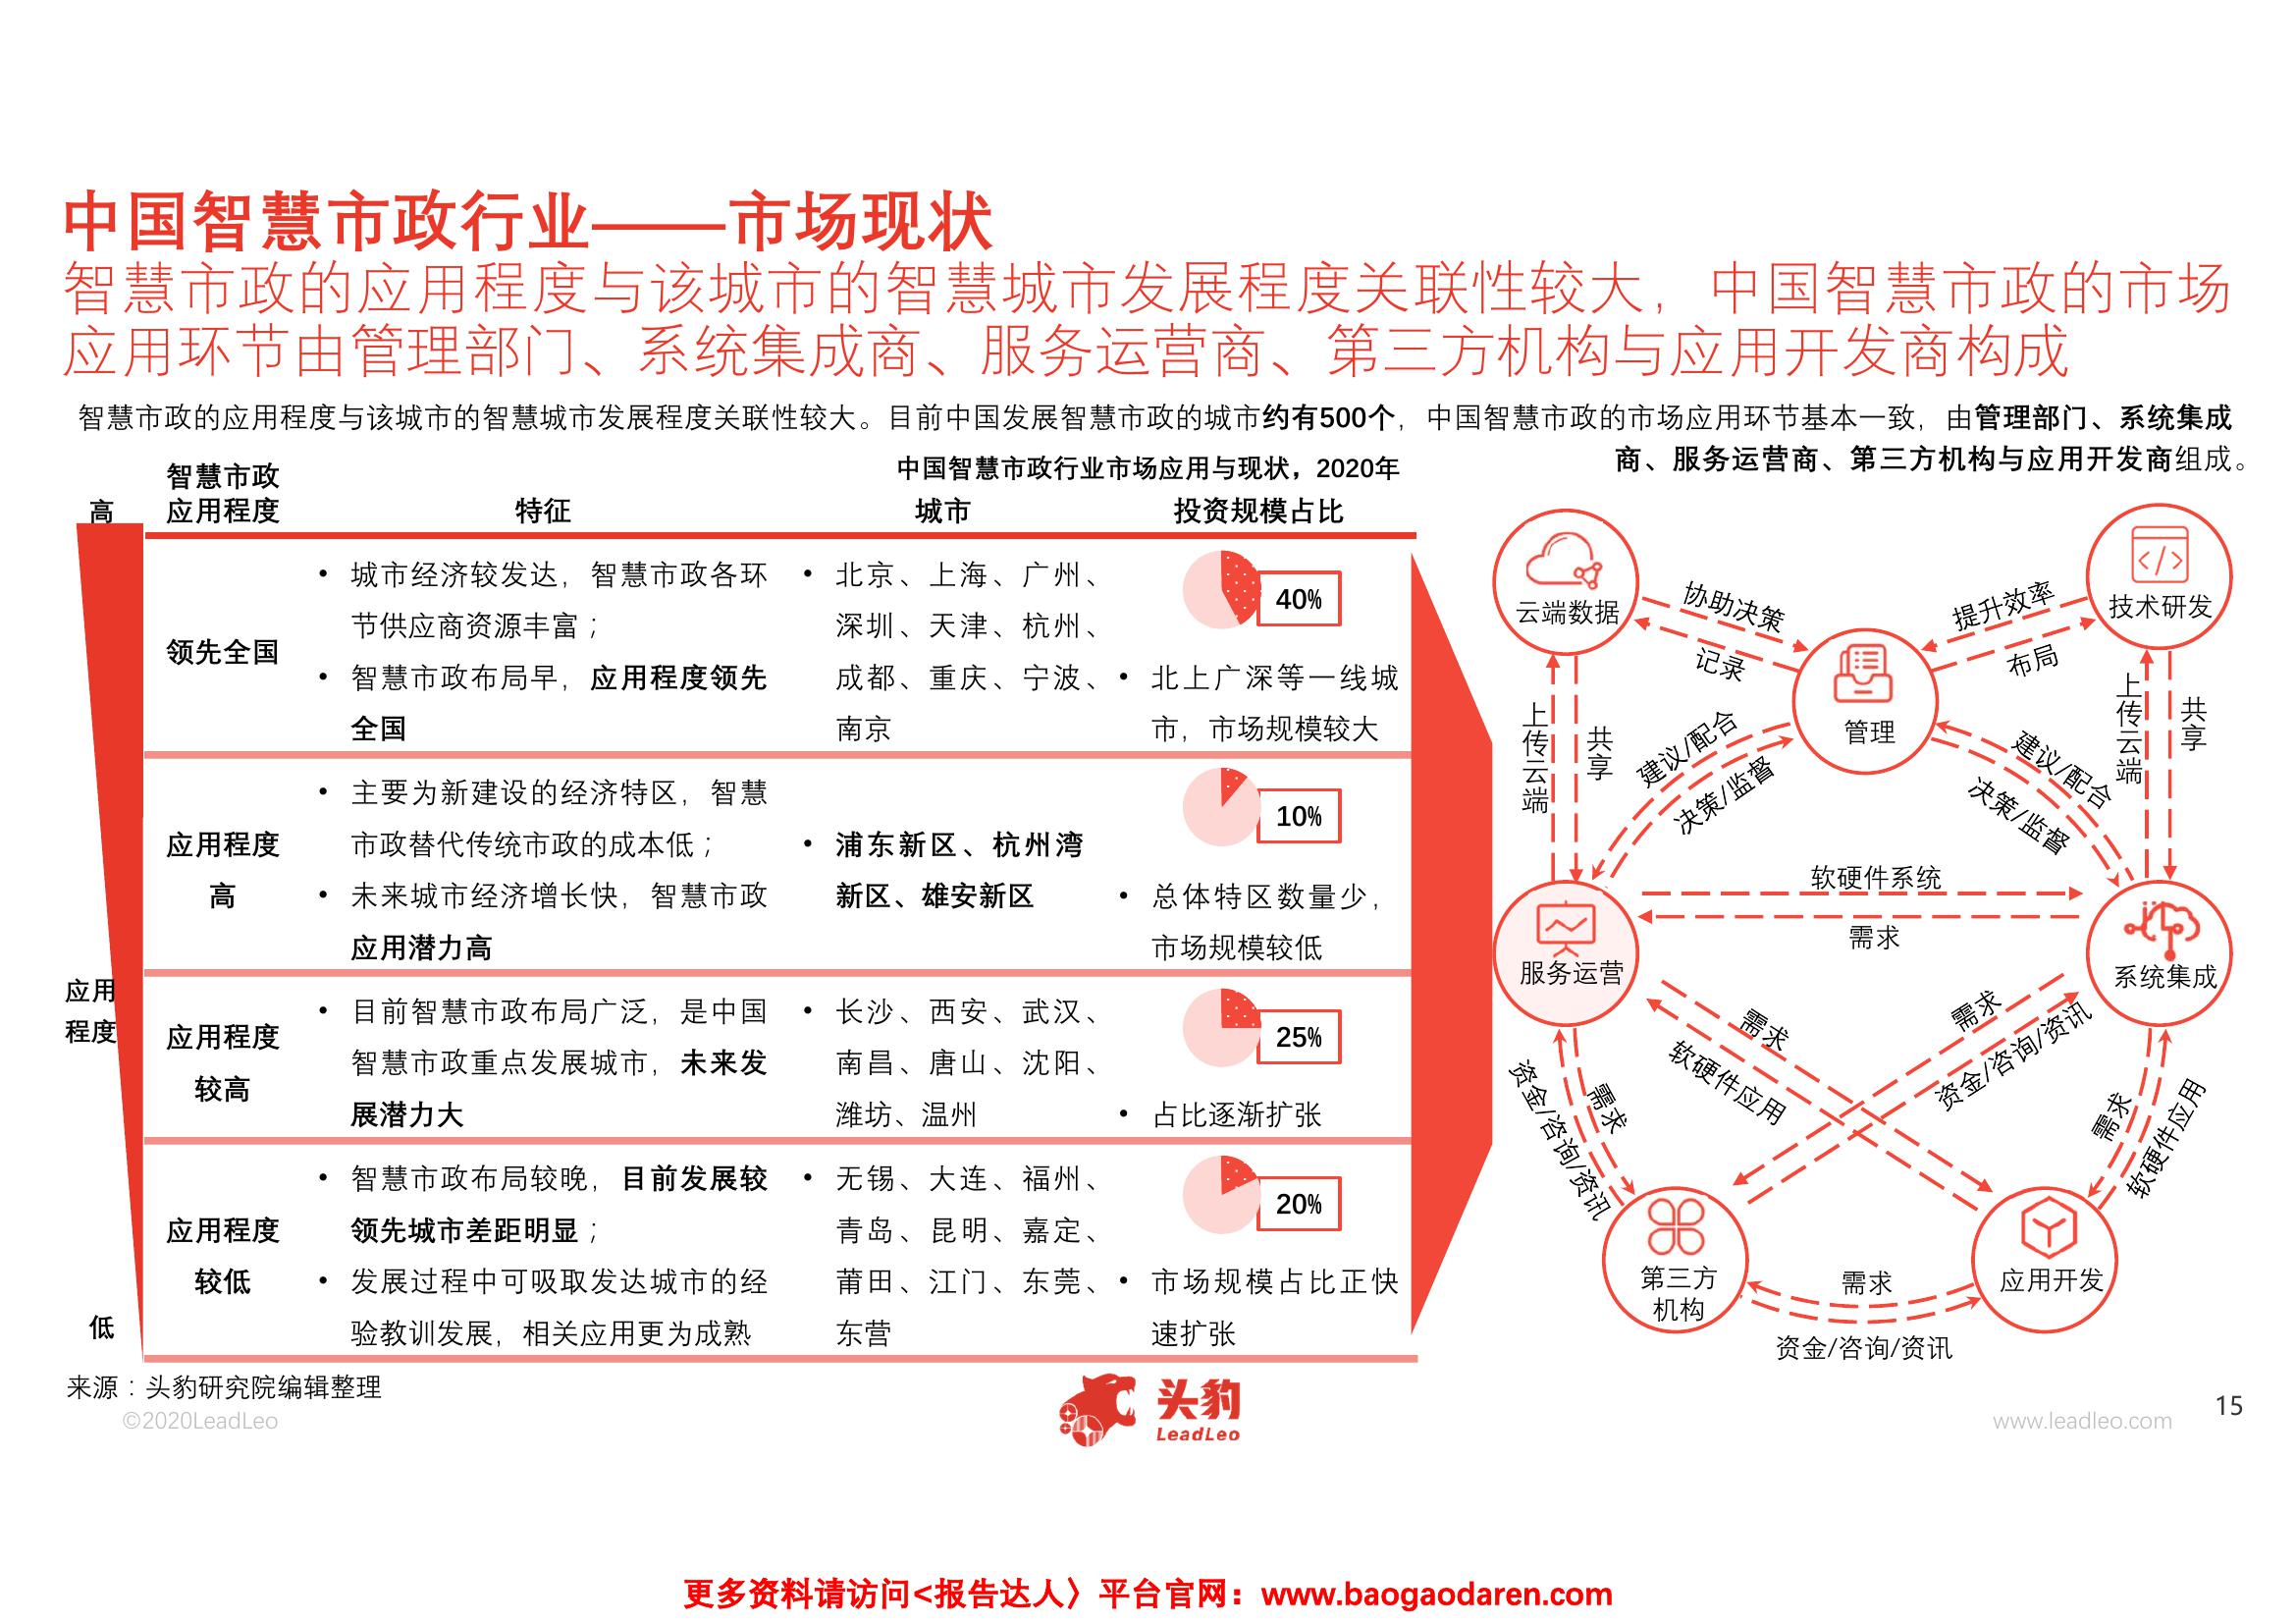 中国智慧市政行业——市场现状
智慧市政的应用程度与该城市的智慧城市发展程度关联性较大，中国智慧市政的市场
应用环节由管理部门、系统集成商、服务运营商、第三方机构与应用开发商构成
智慧市政的应用程度与该城市的智慧城市发展程度关联性较大。目前中国发展智慧市政的城市约有500个，中国智慧市政的市场应用环节基本一致，由管理部门、系统集成
商、服务运营商、第三方机构与应用开发商组成。
中国智慧市政行业市场应用与现状，2020年
高
智慧市政
应用程度
特征
城市
投资规模占比
领先全国
• 城市经济较发达，智慧市政各环
节供应商资源丰富；
• 智慧市政布局早，应用程度领先
全国
• 北京、上海、广州、
深圳、天津、杭州、
成都、重庆、宁波、
南京
40%
• 北上广深等一线城
市，市场规模较大
应用程度
高
• 主要为新建设的经济特区，智慧
市政替代传统市政的成本低；
• 未来城市经济增长快，智慧市政
应用潜力高
• 浦东新区、杭州湾
新区、雄安新区
10%
• 总体特区数量少，
市场规模较低
应用
程度
应用程度
较高
• 目前智慧市政布局广泛，是中国
智慧市政重点发展城市，未来发
展潜力大
• 长沙、西安、武汉、
南昌、唐山、沈阳、
潍坊、温州
25%
• 占比逐渐扩张
应用程度
较低
• 智慧市政布局较晚，目前发展较
领先城市差距明显；
• 发展过程中可吸取发达城市的经
验教训发展，相关应用更为成熟
• 无锡、大连、福州、
青岛、昆明、嘉定、
莆田、江门、东莞、
东营
20%
• 市场规模占比正快
速扩张
低
云端数据
技术研发
协助决策
记录
提升效率
布局
管理
上传云端
共享
建议/配合
决策/监督
建议/配合
决策/监督
上传云端
共享
软硬件系统
需求
服务运营
系统集成
需求
软硬件应用
需求
资金/咨询/资讯
资金/咨询/资讯
需求
需求
软硬件应用
第三方
机构
应用开发
需求
资金/咨询/资讯
来源：头豹研究院编辑整理
©2020LeadLeo
头豹
LeadLeo
www.leadleo.com
15
更多资料请访问<报告达人〉平台官网：www.baogaodaren.com